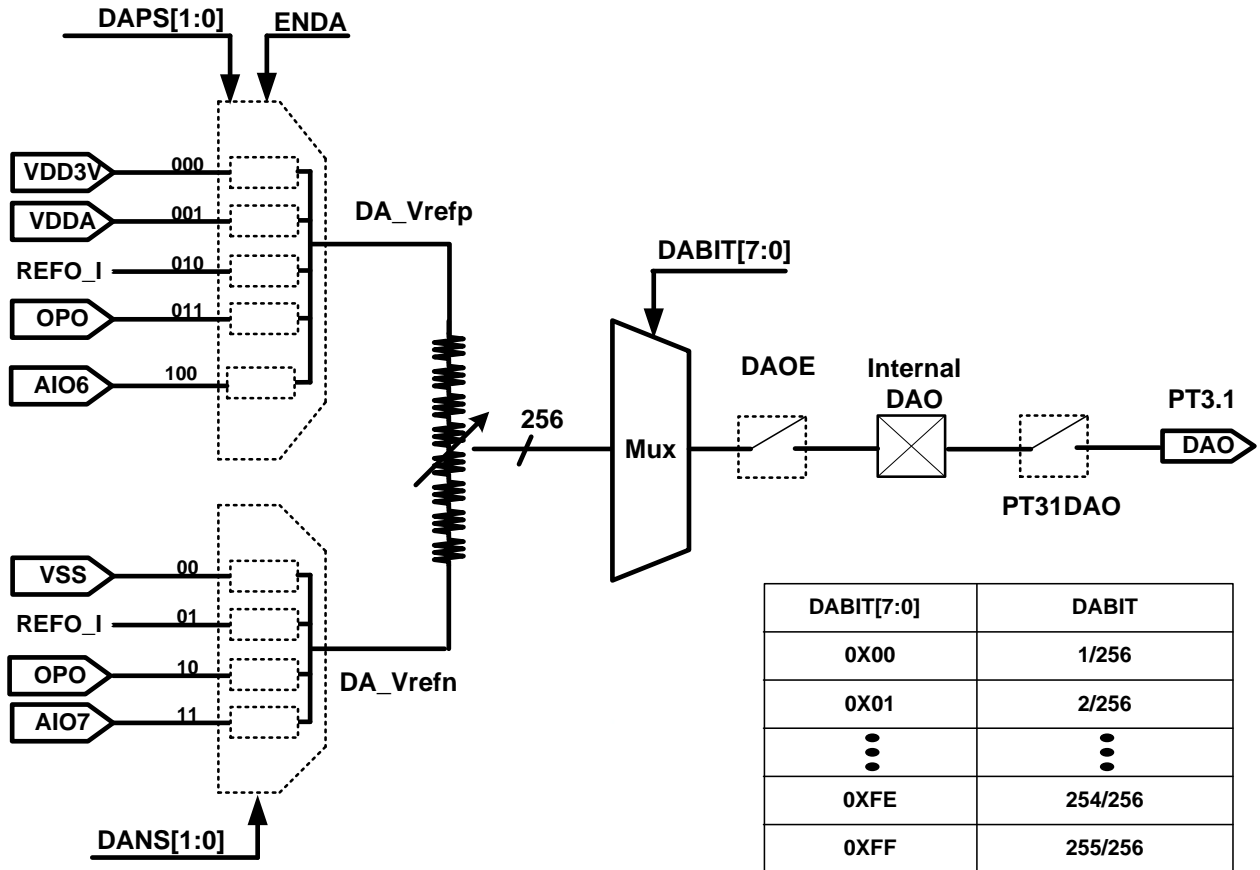 DAPS[1:0]
ENDA
VDD3V
000
VDDA
001
REFO_I
010
OPO
011
AIO6
100
DA_Vrefp
DABIT[7:0]
256
Mux
DAOE
Internal
DAO
PT31DAO
PT3.1
DAO
VSS
00
REFO_I
01
OPO
10
AIO7
11
DA_Vrefn
DANS[1:0]
DABIT[7:0] DABIT
0X00 1/256
0X01 2/256
0XFE 254/256
0XFF 255/256